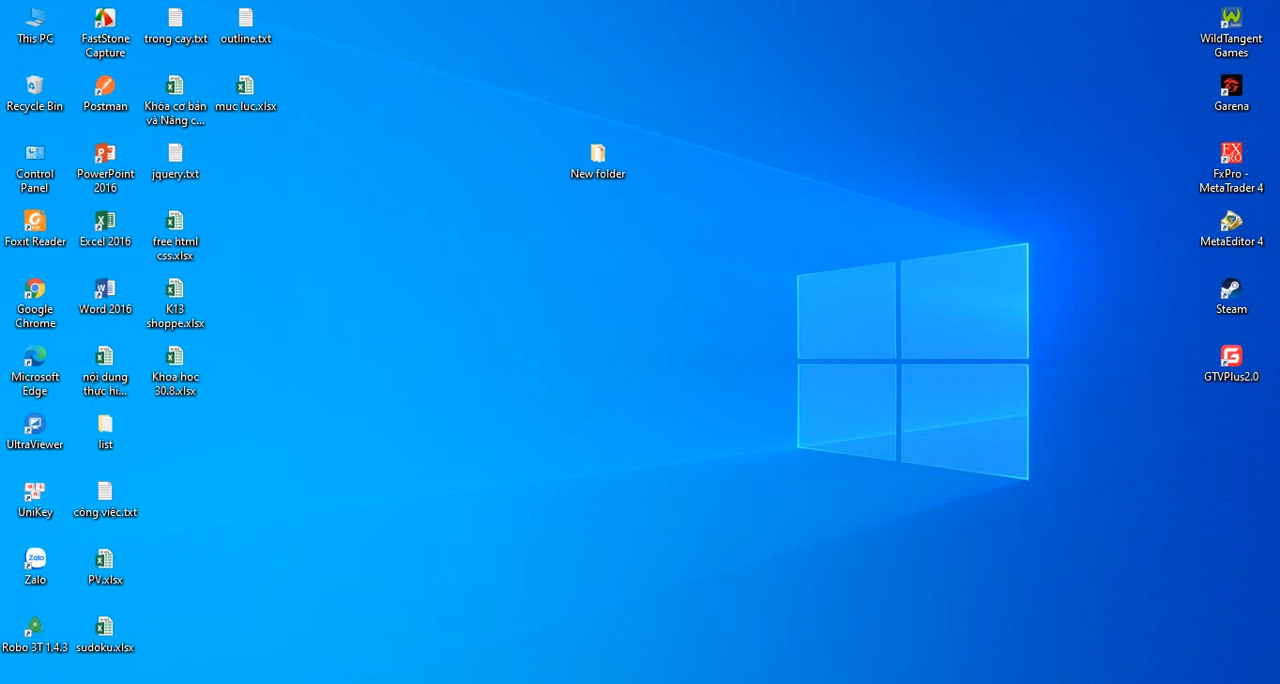 This PC
FastStone
Capture
trong cay.txt
outline.txt
WildTangent
Games
Recycle Bin
Postman
Khóa cơ bản
và Nâng c...
muc luc.xlsx
Garena
Control
Panel
PowerPoint
2016
jquery.txt
New folder
FxPro -
MetaTrader 4
Foxit Reader
Excel 2016
free html
css.xlsx
MetaEditor 4
Google
Chrome
Word 2016
K13
shoppe.xlsx
Steam
Microsoft
Edge
nội dung
thực hi...
Khoa hoc
30.8.xlsx
GTVPlus2.0
UltraViewer
list
UniKey
công việc.txt
Zalo
PV.xlsx
Robo 3T 1.4.3
sudoku.xlsx